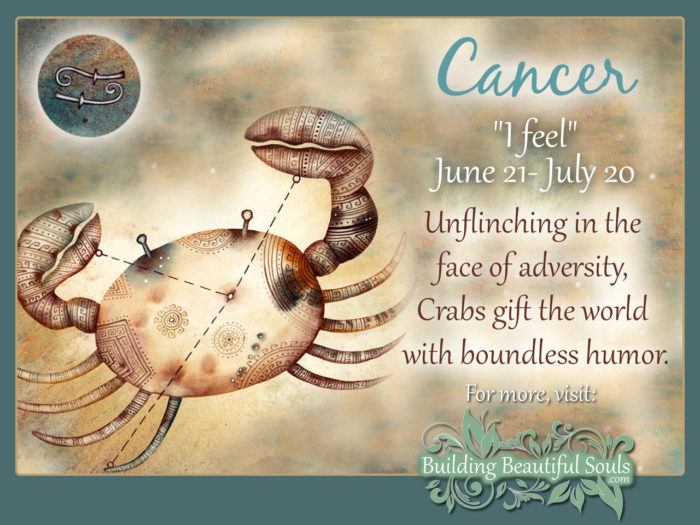 Cancer
"I feel"
June 21- July 20
Unflinching in the
face of adversity,
Crabs gift the world
with boundless humor.
For more, visit:
Building Beautiful Souls
.com